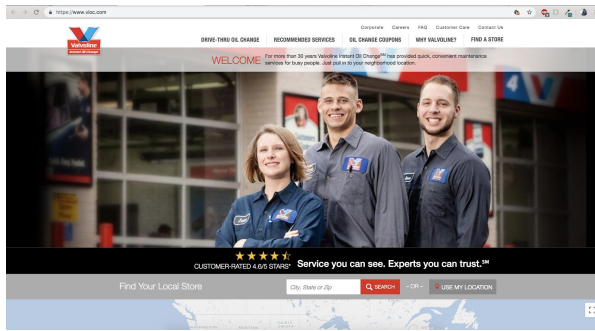 https://www.vioc.com
Corporate Careers FAQ Customer Care Contact Us
Valvoline
Instant Oil Change
DRIVE-THRU OIL CHANGE RECOMMENDED SERVICES OIL CHANGE COUPONS WHY VALVOLINE? FIND A STORE
WELCOME
For more than 30 years Valvoline Instant Oil Change℠ has provided quick, convenient maintenance
services for busy people. Just pull in to your neighborhood location.
CUSTOMER-RATED 4.6/5 STARS*
Service you can see. Experts you can trust.℠
Find Your Local Store
City, State or Zip
SEARCH
- OR -
USE MY LOCATION